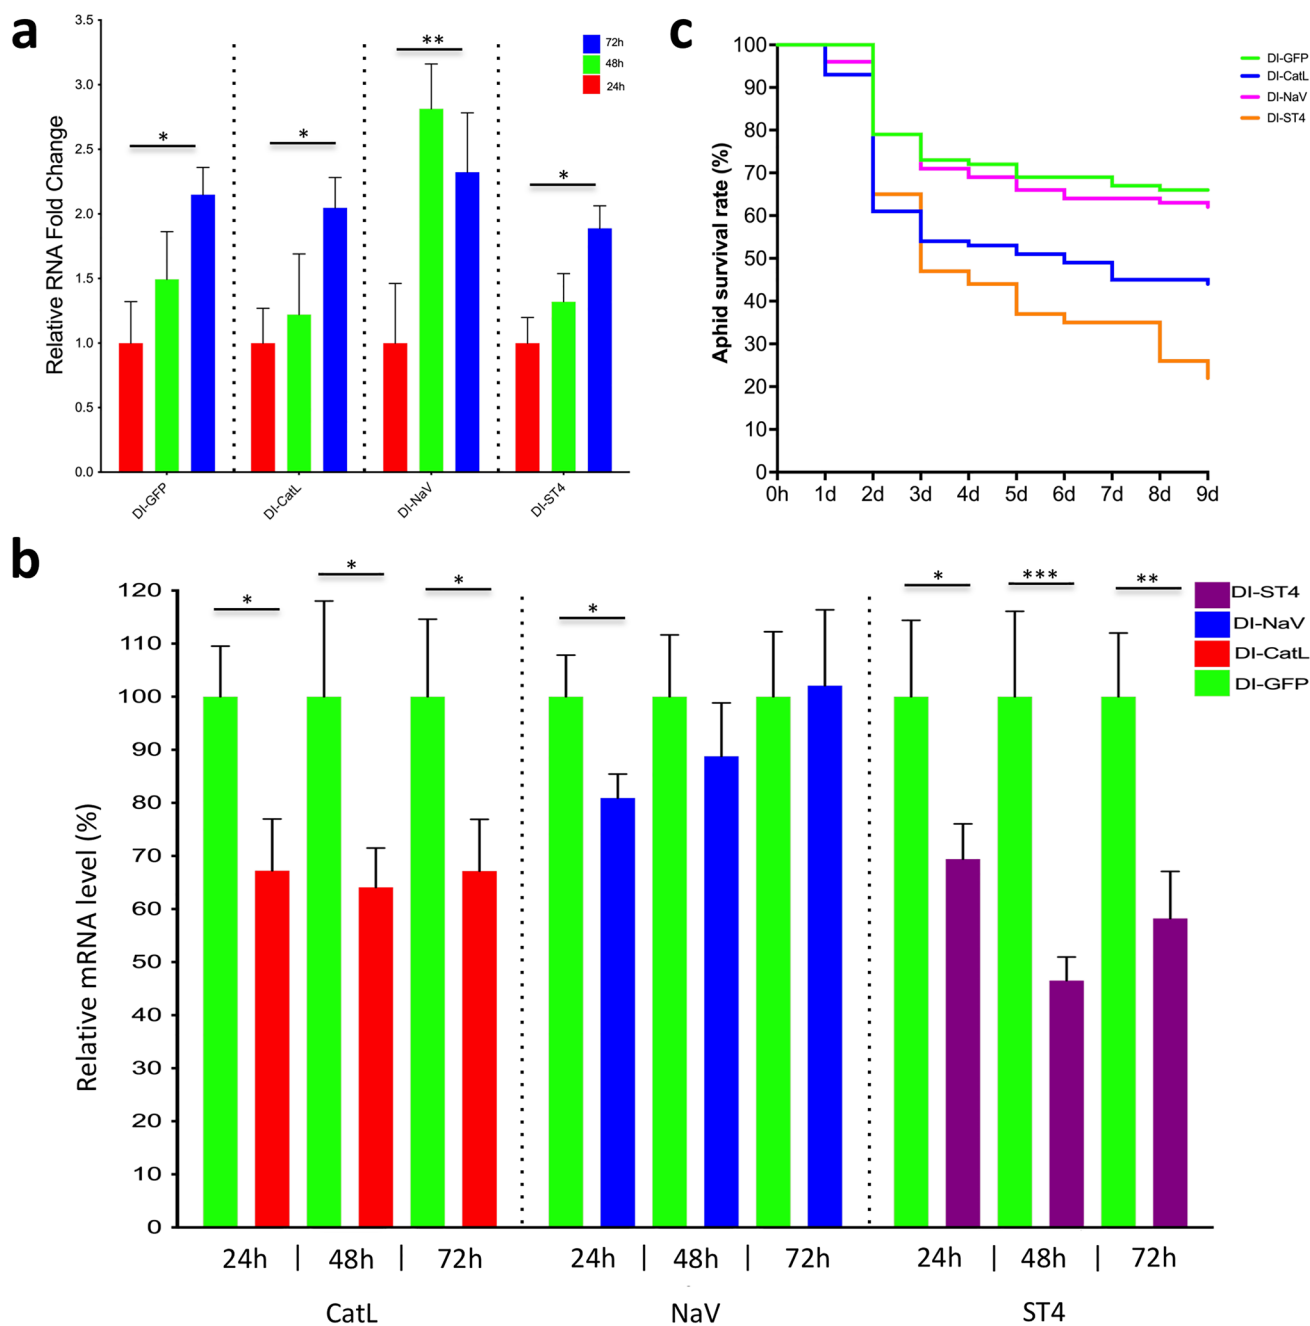 a
Relative RNA Fold Change
3.5
3.0
2.5
2.0
1.5
1.0
0.5
0.0
*
*
**
*
72h
48h
24h
DI-GFP
DI-CatL
DI-NaV
DI-ST4
c
Aphid survival rate (%)
100
90
80
70
60
50
40
30
20
10
0
0h 1d 2d 3d 4d 5d 6d 7d 8d 9d
DI-GFP
DI-CatL
DI-NaV
DI-ST4
b
Relative mRNA level (%)
120
110
100
90
80
70
60
50
40
30
20
10
0
*
*
*
*
*
***
**
DI-ST4
DI-NaV
DI-CatL
DI-GFP
24h | 48h | 72h 24h | 48h | 72h 24h | 48h | 72h
CatL NaV ST4